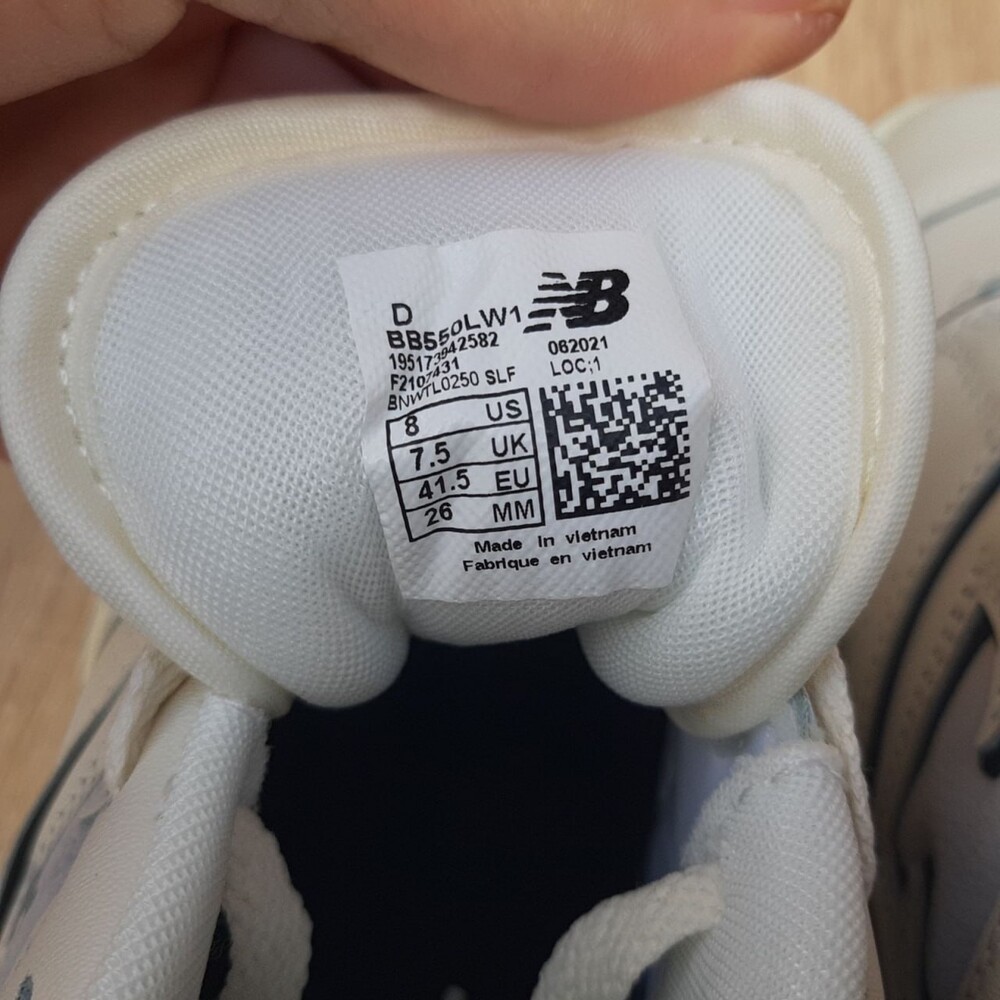 D
BB550LW1
195173942582
F2107431
BNWTL0250 SLF
NB
062021
LOC;1
8 US
7.5 UK
41.5 EU
26 MM
Made in vietnam
Fabrique en vietnam